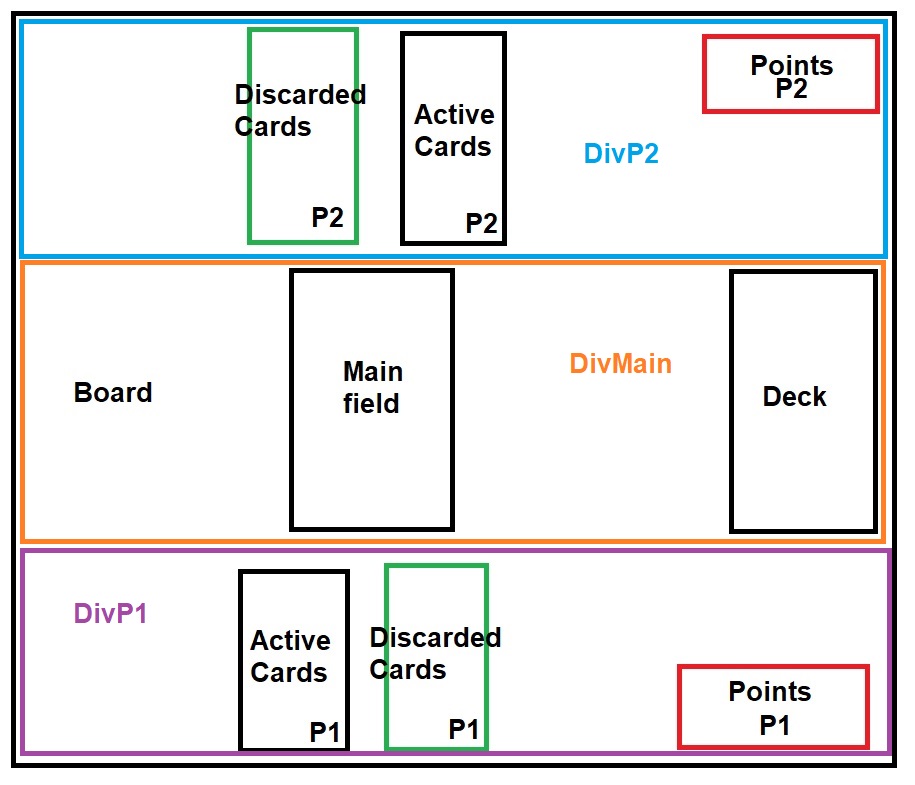 Discarded
Cards
P2
Active
Cards
P2
DivP2
Points
P2
Board
Main
field
DivMain
Deck
DivP1
Active
Cards
P1
Discarded
Cards
P1
Points
P1